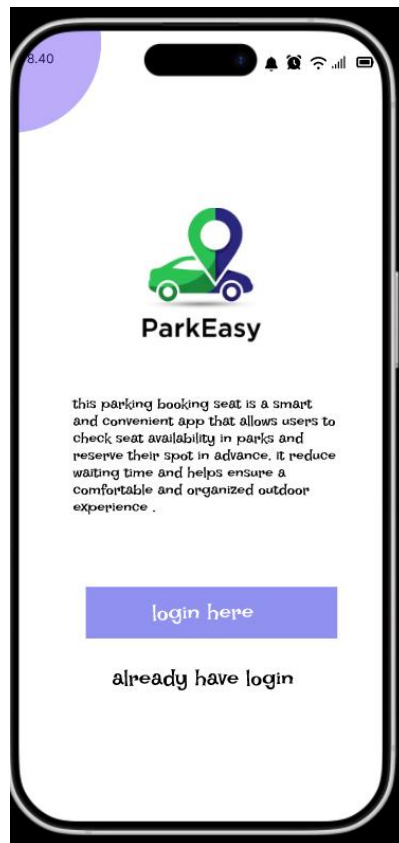 8.40
ParkEasy
this parking booking seat is a smart
and convenient app that allows users to
check seat availability in parks and
reserve their spot in advance. it reduce
waiting time and helps ensure a
comfortable and organized outdoor
experience .
login here
already have login